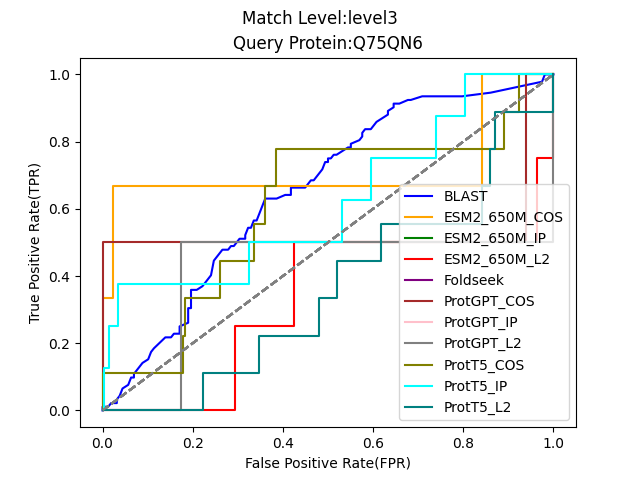 Match Level:level3
Query Protein:Q75QN6
True Positive Rate(TPR)
1.0
0.8
0.6
0.4
0.2
0.0
0.0
0.2
0.4
0.6
0.8
1.0
False Positive Rate(FPR)
BLAST
ESM2_650M_COS
ESM2_650M_IP
ESM2_650M_L2
Foldseek
ProtGPT_COS
ProtGPT_IP
ProtGPT_L2
ProtT5_COS
ProtT5_IP
ProtT5_L2